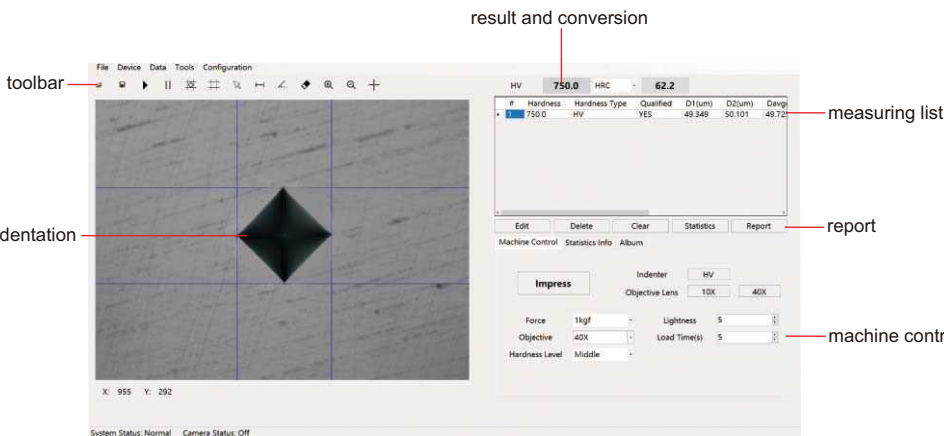 result and conversion
File Device Data Tools Configuration
toolbar
HV 750.0 HRC 62.2
# Hardness Hardness Type Qualified D1(um) D2(um) Davg
1 750.0 HV YES 49.349 50.101 49.72
measuring list
dentation
Edit Delete Clear Statistics Report
report
Machine Control Statistics Info Album
Impress
Indenter HV
Objective Lens 10X 40X
Force 1kgf Lightness 5
Objective 40X Load Time(s) 5
machine contr
Hardness Level Middle
X: 955 Y: 292
System Status: Normal Camera Status: Off